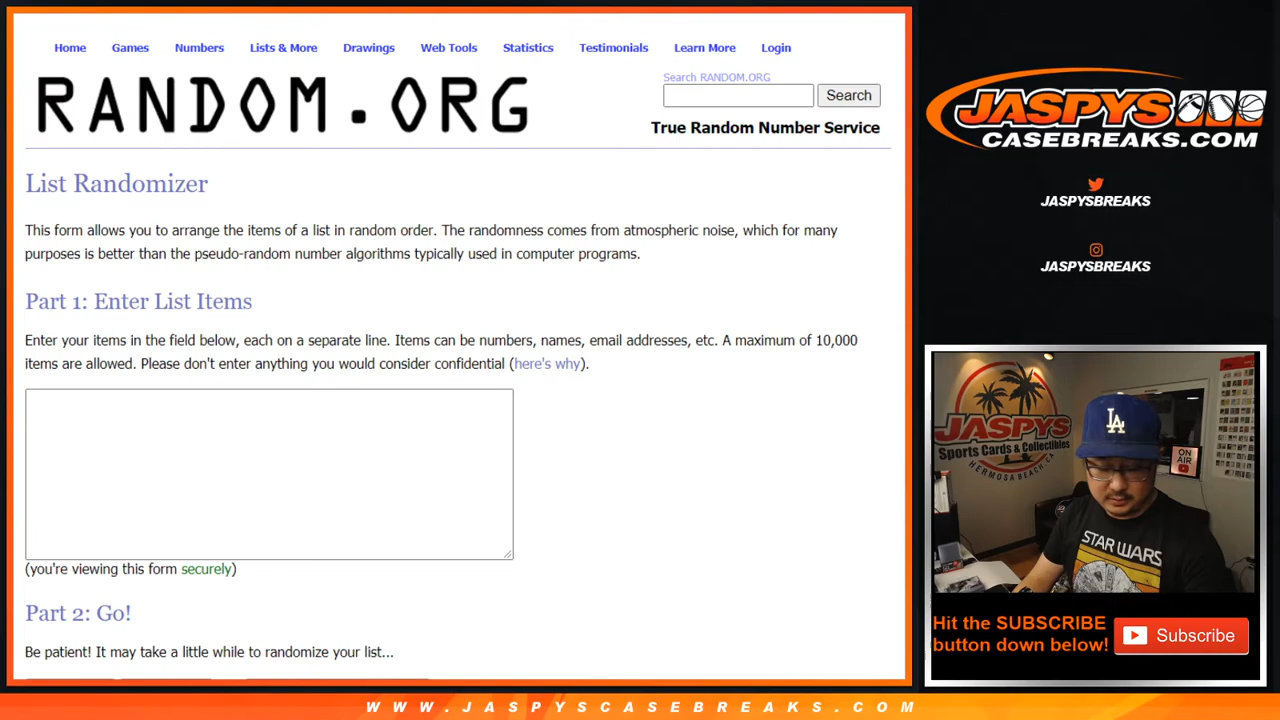 Home Games Numbers Lists & More Drawings Web Tools Statistics Testimonials Learn More Login
RANDOM.ORG
Search RANDOM.ORG
Search
True Random Number Service
List Randomizer
This form allows you to arrange the items of a list in random order. The randomness comes from atmospheric noise, which for many
purposes is better than the pseudo-random number algorithms typically used in computer programs.
Part 1: Enter List Items
Enter your items in the field below, each on a separate line. Items can be numbers, names, email addresses, etc. A maximum of 10,000
items are allowed. Please don't enter anything you would consider confidential (here's why).
(you're viewing this form securely)
Part 2: Go!
Be patient! It may take a little while to randomize your list...
JASPYS
CASEBREAKS.COM
JASPYSBREAKS
JASPYSBREAKS
JASPYS
Sports Cards & Collectibles
HERMOSA BEACH, CA
LA
ON
AIR
STAR WARS
Hit the SUBSCRIBE
button down below!
Subscribe
WWW.JASPYSCASEBREAKS.COM